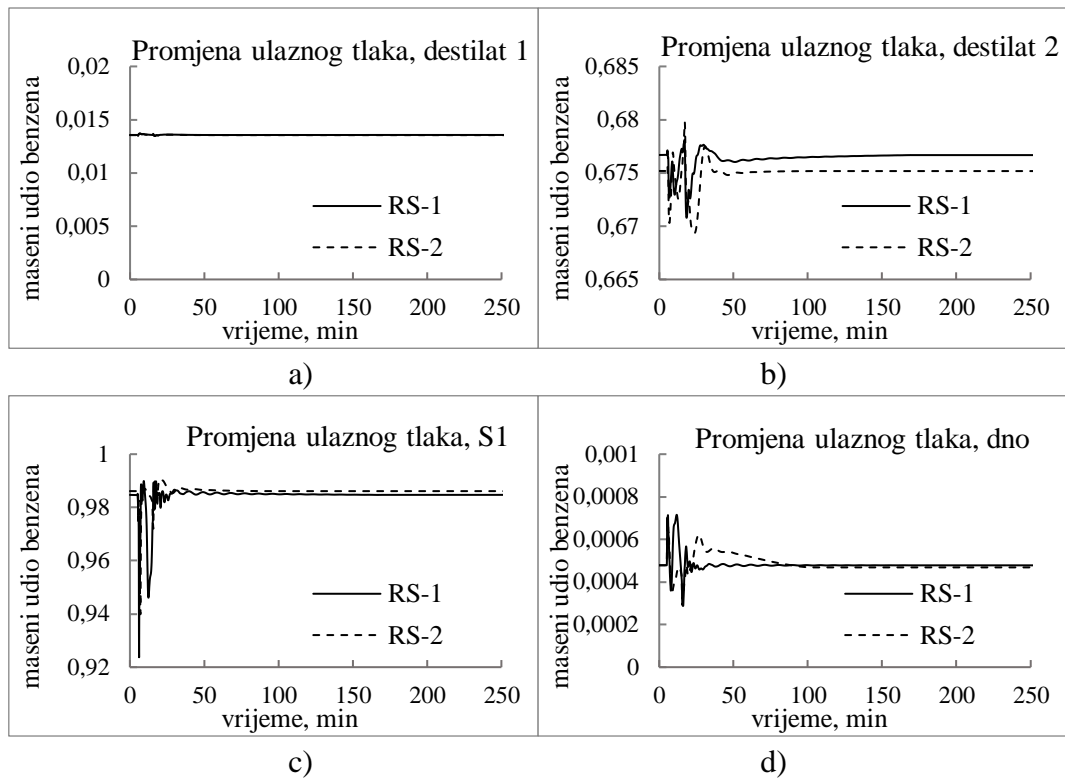 Promjena ulaznog tlaka, destilat 1
maseni udio benzena
0,02
0,015
0,01
0,005
0
RS-1
RS-2
0 50 100 150 200 250
vrijeme, min
a)
Promjena ulaznog tlaka, destilat 2
maseni udio benzena
0,685
0,68
0,675
0,67
0,665
RS-1
RS-2
0 50 100 150 200 250
vrijeme, min
b)
Promjena ulaznog tlaka, S1
maseni udio benzena
1
0,98
0,96
0,94
0,92
RS-1
RS-2
0 50 100 150 200 250
vrijeme, min
c)
Promjena ulaznog tlaka, dno
maseni udio benzena
0,001
0,0008
0,0006
0,0004
0,0002
0
RS-1
RS-2
0 50 100 150 200 250
vrijeme, min
d)